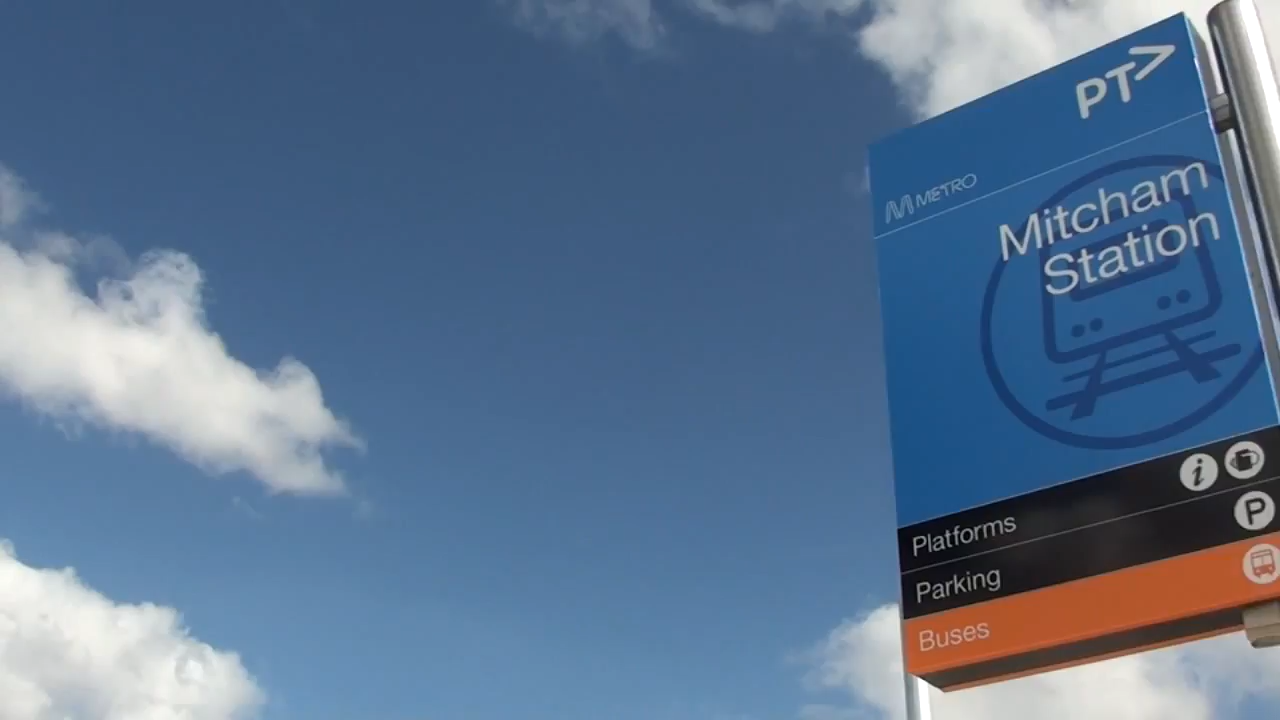 PT>
METRO
Mitcham
Station
i
Platforms
P
Parking
Buses